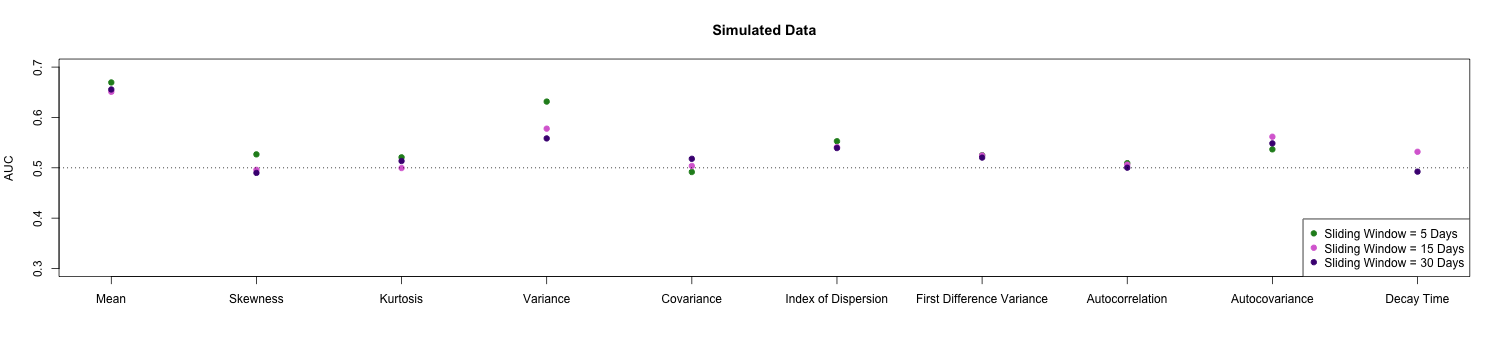 Simulated Data
AUC
0.7
0.6
0.5
0.4
0.3
Mean
Skewness
Kurtosis
Variance
Covariance
Index of Dispersion
First Difference Variance
Autocorrelation
Autocovariance
Decay Time
Sliding Window = 5 Days
Sliding Window = 15 Days
Sliding Window = 30 Days